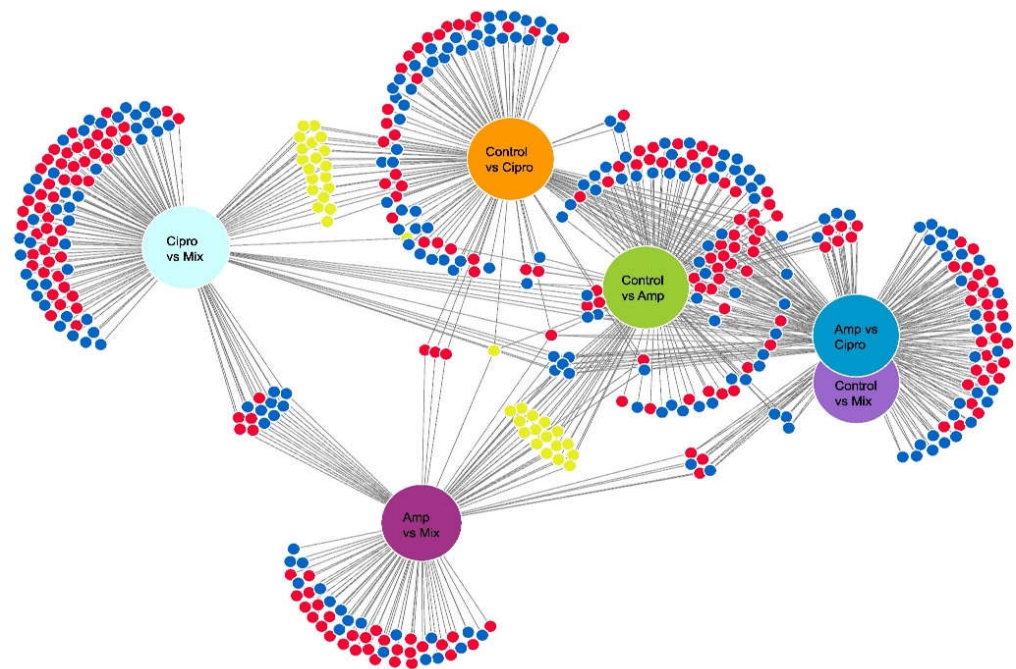 Control
vs Cipro
Cipro
vs Mix
Control
vs Amp
Amp vs
Cipro
Control
vs Mix
Amp
vs Mix